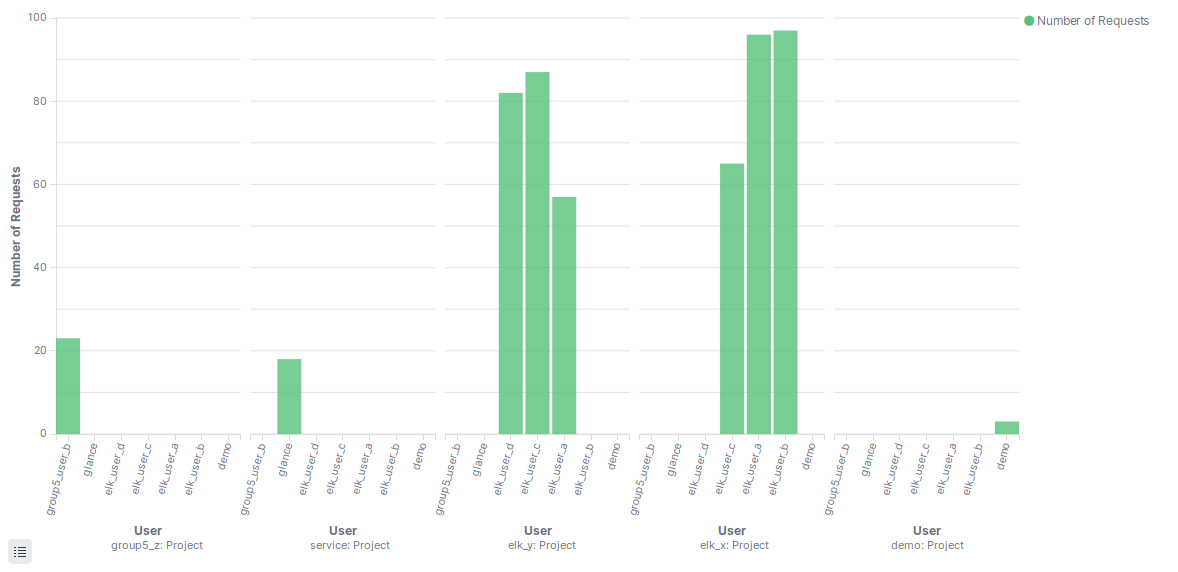 Number of Requests
100
80
60
40
20
0
Number of Requests
group5_user_b glance elk_user_d elk_user_c elk_user_a elk_user_b demo
group5_user_b glance elk_user_d elk_user_c elk_user_a elk_user_b demo
group5_user_b glance elk_user_d elk_user_c elk_user_a elk_user_b demo
group5_user_b glance elk_user_d elk_user_c elk_user_a elk_user_b demo
group5_user_b glance elk_user_d elk_user_c elk_user_a elk_user_b demo
User User User User User
group5_z: Project service: Project elk_y: Project elk_x: Project demo: Project